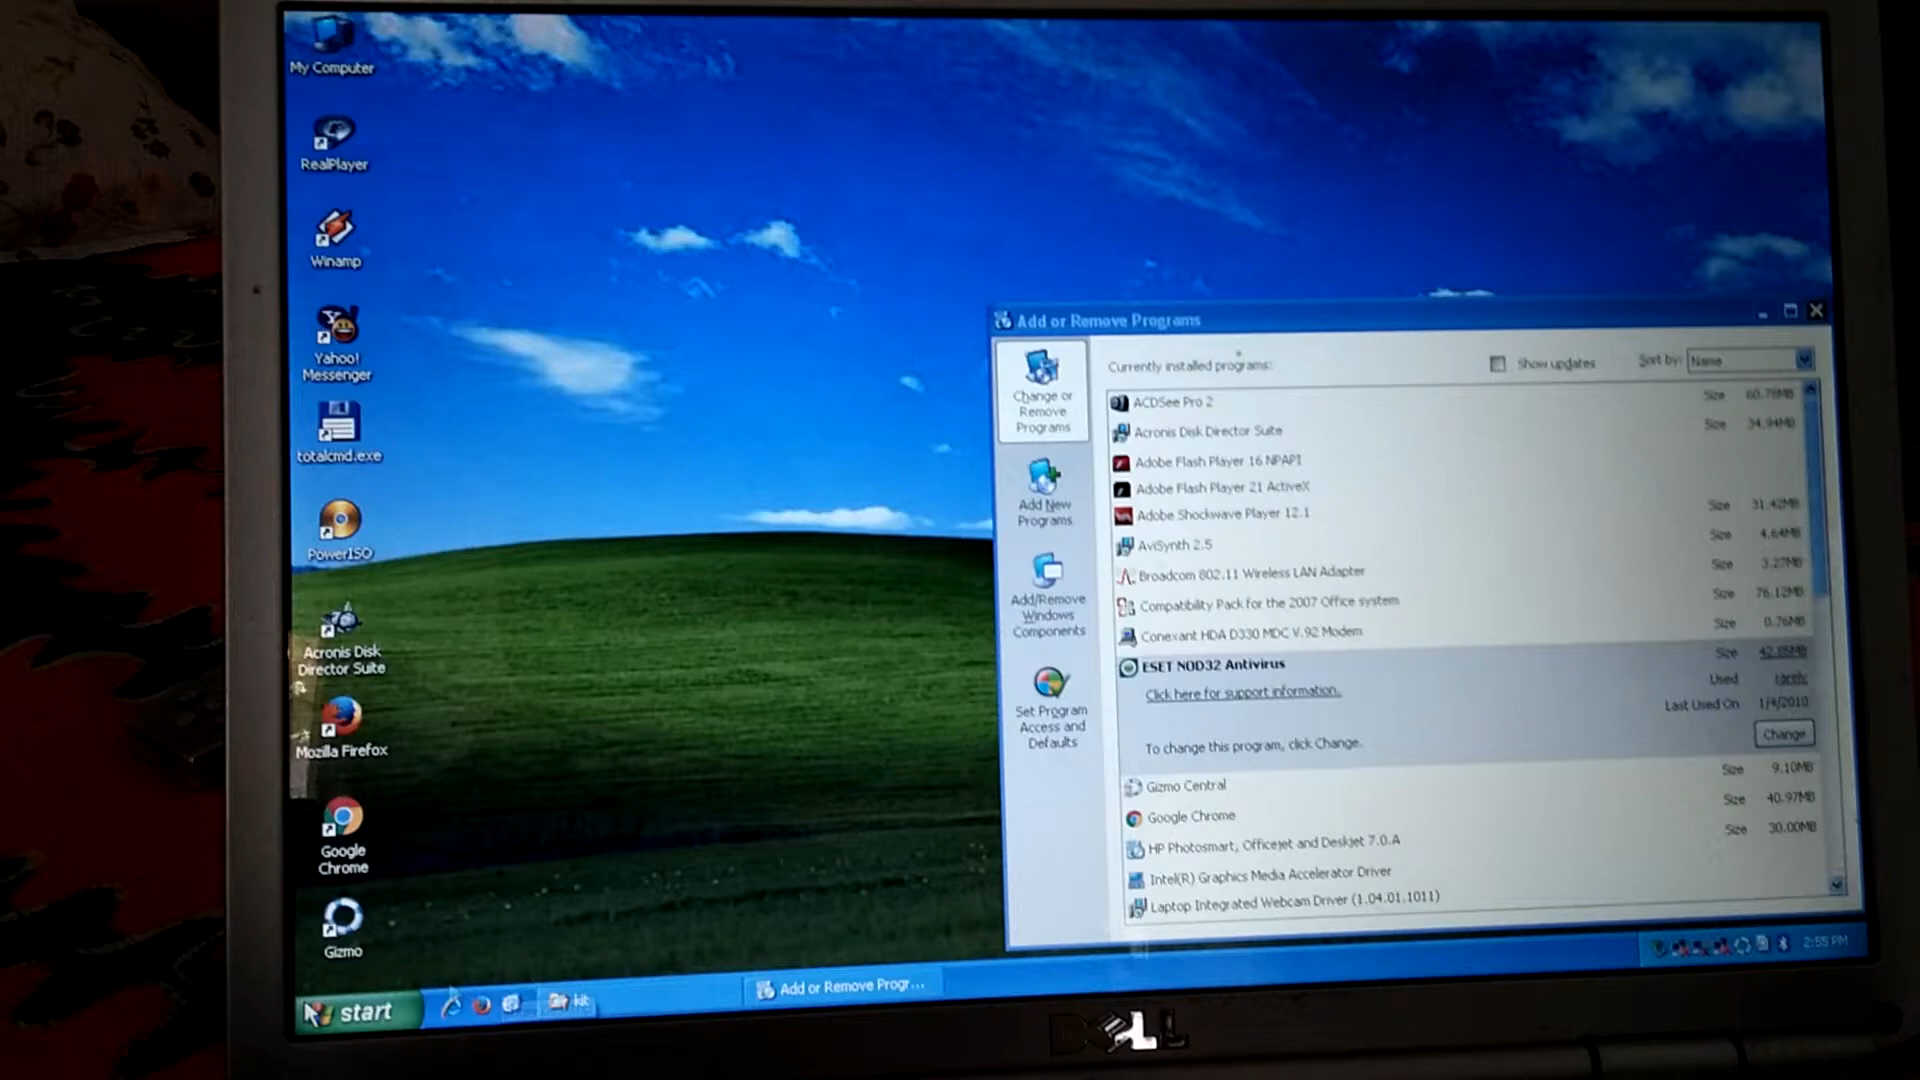 My Computer
RealPlayer
Winamp
Yahoo!
Messenger
totalcmd.exe
PowerISO
Acronis Disk
Director Suite
Mozilla Firefox
Google
Chrome
Gizmo
Add or Remove Programs
Change or
Remove
Programs
Add New
Programs
Add/Remove
Windows
Components
Set Program
Access and
Defaults
Currently installed programs:
Show updates
Sort by: Name
ACDSee Pro 2 Size 60.78MB
Acronis Disk Director Suite Size 34.94MB
Adobe Flash Player 16 NPAPI
Adobe Flash Player 21 ActiveX
Adobe Shockwave Player 12.1 Size 31.42MB
AviSynth 2.5 Size 4.64MB
Broadcom 802.11 Wireless LAN Adapter Size 3.27MB
Compatibility Pack for the 2007 Office system Size 76.12MB
Conexant HDA D330 MDC V.92 Modem Size 0.76MB
ESET NOD32 Antivirus Size 42.85MB
Click here for support information. Used rarely
Last Used On 1/4/2010
To change this program, click Change. Change
Gizmo Central Size 9.10MB
Google Chrome Size 40.97MB
HP Photosmart, Officejet and Deskjet 7.0.A Size 30.00MB
Intel(R) Graphics Media Accelerator Driver
Laptop Integrated Webcam Driver (1.04.01.1011)
start
kit
Add or Remove Progr...
2:55 PM
DELL